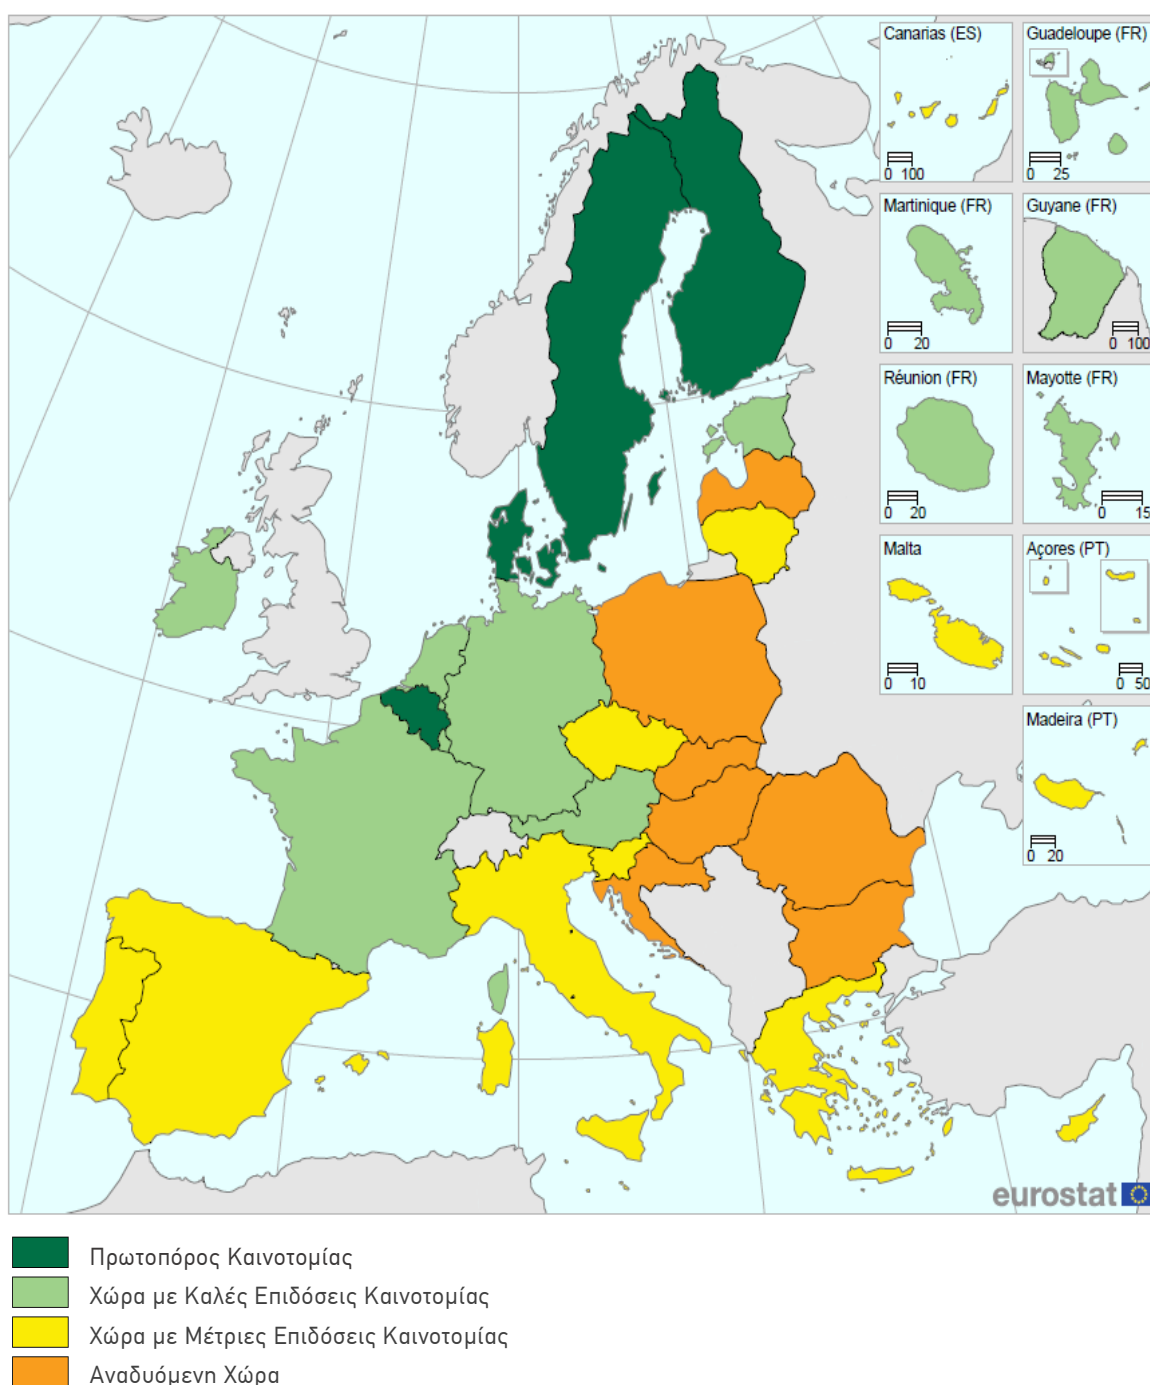 Canarias (ES)
0 100
Guadeloupe (FR)
0 25
Martinique (FR)
0 20
Guyane (FR)
0 100
Réunion (FR)
0 20
Mayotte (FR)
0 15
Malta
0 10
Açores (PT)
0 50
Madeira (PT)
0 20
eurostat
Πρωτοπόρος Καινοτομίας
Χώρα με Καλές Επιδόσεις Καινοτομίας
Χώρα με Μέτριες Επιδόσεις Καινοτομίας
Αναδυόμενη Χώρα